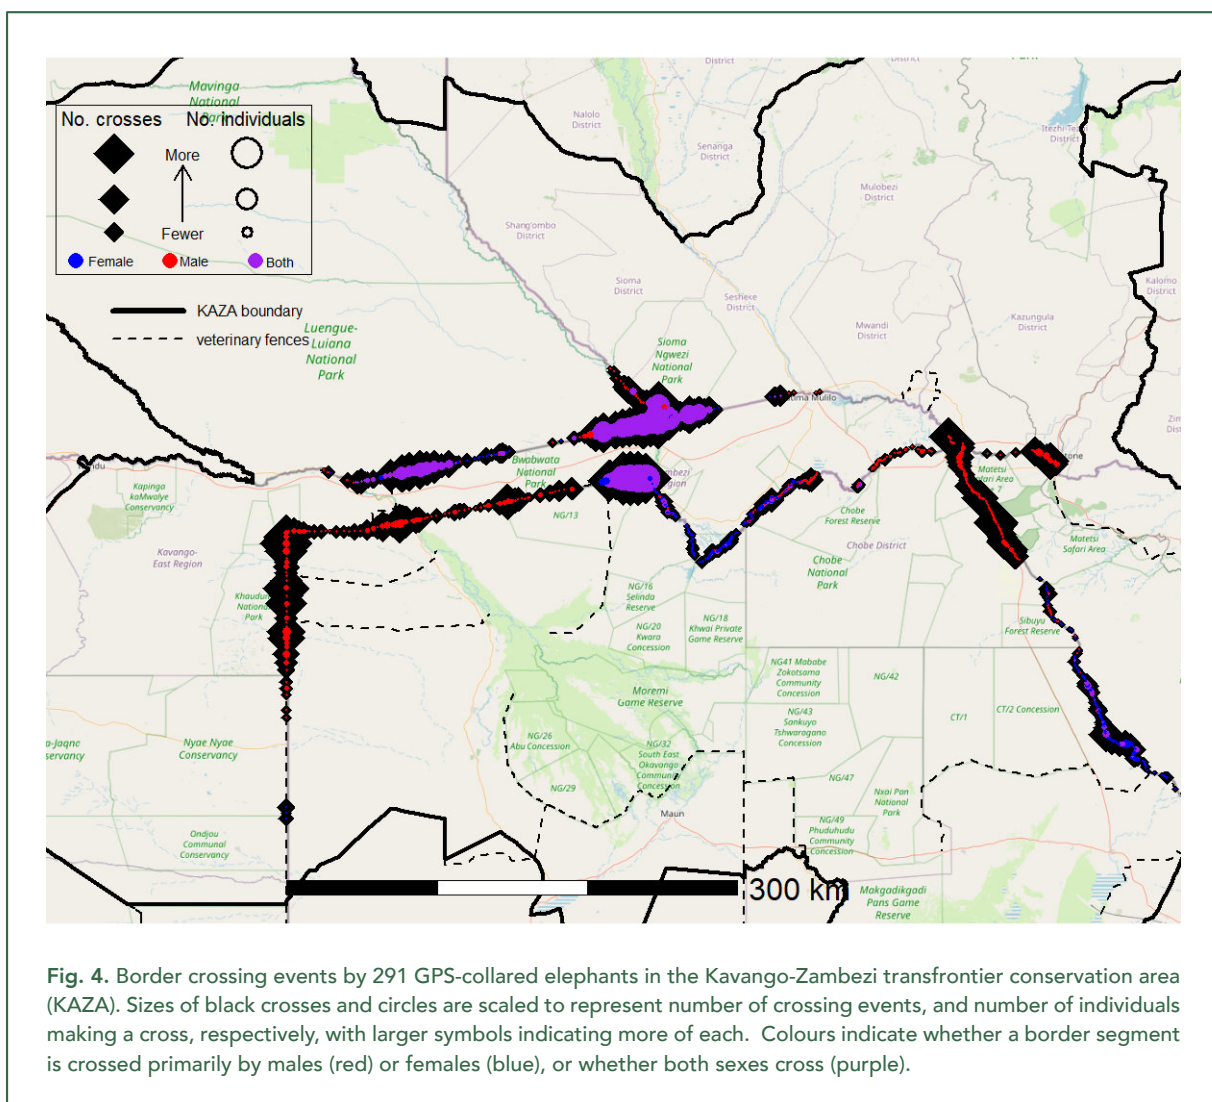 District
District
Park
Mavinga
National
Park
No. crosses
No. individuals
More
Fewer
Female
Male
Both
KAZA boundary
veterinary fences
Nalolo
District
Senanga
District
Itezhi-Tezhi
District
Mulobezi
District
Shang'ombo
District
Sioma
District
Sesheke
District
Kalomo
District
Kazungula
District
Mwandi
District
Luengue-
Luiana
National
Park
Sioma
Ngwezi
National
Park
Mulilo
Bwabwata
National
Park
Kapinga
kaMwalye
Conservancy
Kavango-
East Region
NG/13
Region
Chobe
Forest Reserve
Chobe District
Chobe
National
Park
Matetsi
7
Matetsi
Safari Area
Sibuyu
Forest Reserve
NG/16
Selinda
Reserve
NG/20
Kwara
Concession
NG/18
Khwai Private
Game Reserve
NG41 Mababe
Zokotsama
Community
Concession
NG/42
CT/1
CT/2 Concession
NG/43
Sankuyo
Tshwaragano
Concession
Moremi
Game Reserve
NG/26
Abu Concession
NG/32
South East
Okavango
Community
Concession
NG/29
NG/47
Nxai Pan
National
Park
NG/49
Phuduhudu
Community
Concession
Maun
Nyae Nyae
Conservancy
Ondjou
Communal
Conservancy
300 km
Makgadikgadi
Pans Game
Reserve
Fig. 4. Border crossing events by 291 GPS-collared elephants in the Kavango-Zambezi transfrontier conservation area
(KAZA). Sizes of black crosses and circles are scaled to represent number of crossing events, and number of individuals
making a cross, respectively, with larger symbols indicating more of each. Colours indicate whether a border segment
is crossed primarily by males (red) or females (blue), or whether both sexes cross (purple).